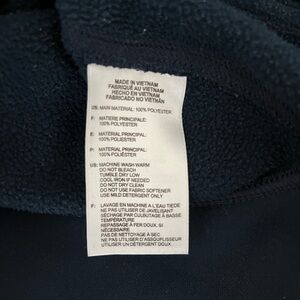 MADE IN VIETNAM
FABRIQUÉ AU VIETNAM
HECHO EN VIETNAM
FABRICADO NO VIETNÃ
US: MAIN MATERIAL: 100% POLYESTER
F: MATIERE PRINCIPALE:
100% POLYESTER
E: MATERIAL PRINCIPAL:
100% POLIESTER
P: MATERIAL PRINCIPAL:
100% POLIÉSTER
US: MACHINE WASH WARM
DO NOT BLEACH
TUMBLE DRY LOW
COOL IRON IF NEEDED
DO NOT DRY CLEAN
DO NOT USE FABRIC SOFTENER
USE MILD DETERGENT ONLY
F: LAVAGE EN MACHINE A L'EAU TIEDE
NE PAS UTILISER DE JAVELISANT
SÉCHAGE PAR CULBUTAGE A BASSE
TEMPÉRATURE
REPASSAGE A FER DOUX, SI
NÉCESSAIRE
PAS DE NETTOYAGE A SEC
NE PAS UTILISER D'ASSOUPLISSEUR
UTILISER UN DÉTERGENT DOUX.